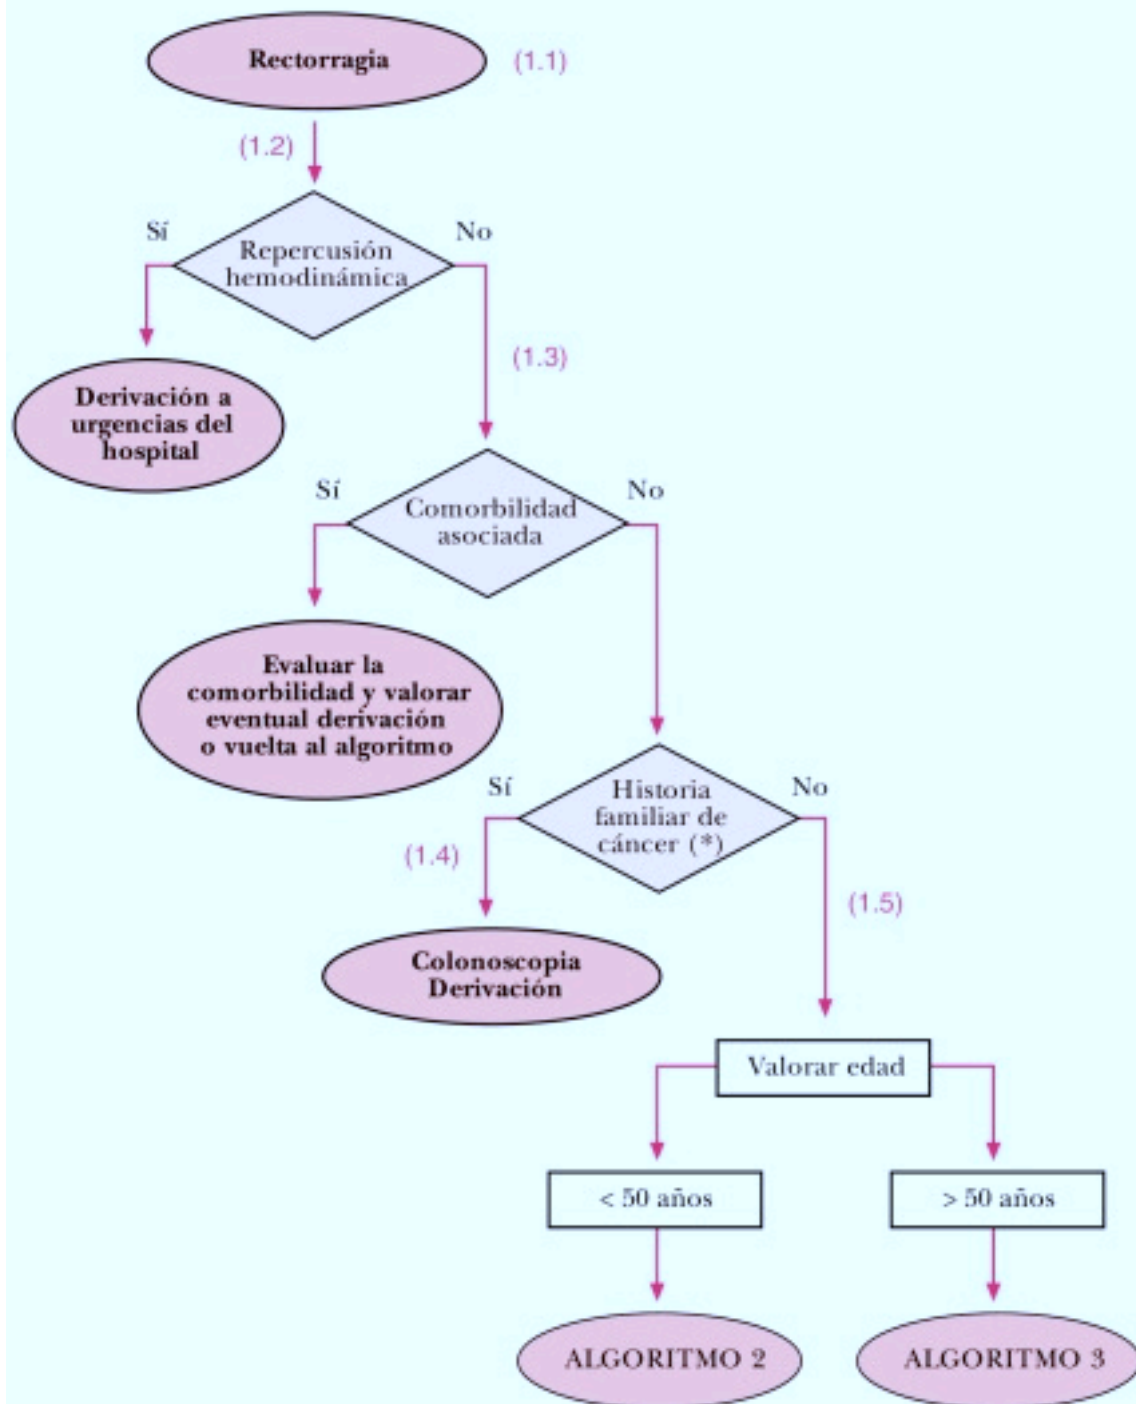 Rectorragia
(1.1)
(1.2)
Sí
No
Repercusión
hemodinámica
(1.3)
Derivación a
urgencias del
hospital
Sí
No
Comorbilidad
asociada
Evaluar la
comorbilidad y valorar
eventual derivación
o vuelta al algoritmo
Sí
No
Historia
familiar de
cáncer (*)
(1.4)
(1.5)
Colonoscopia
Derivación
Valorar edad
< 50 años
> 50 años
ALGORITMO 2
ALGORITMO 3